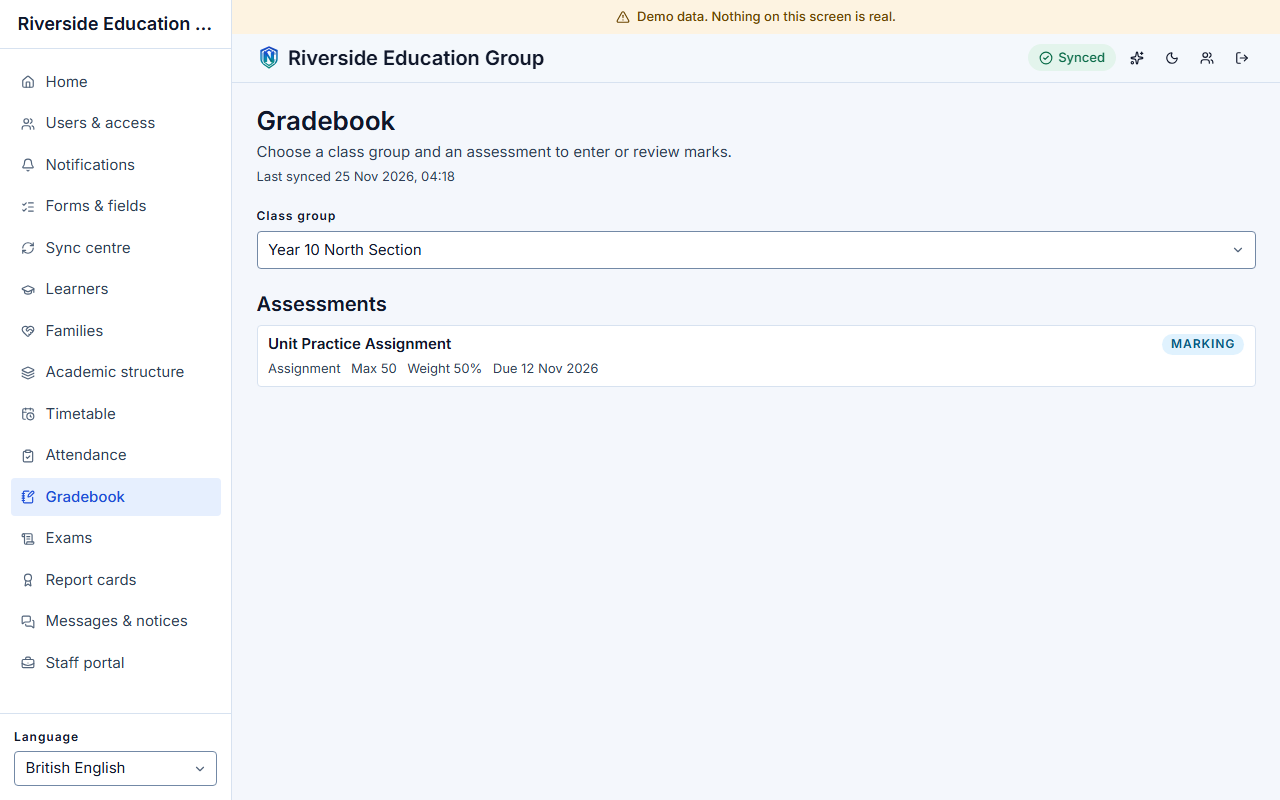 Riverside Education ...
Home
Users & access
Notifications
Forms & fields
Sync centre
Learners
Families
Academic structure
Timetable
Attendance
Gradebook
Exams
Report cards
Messages & notices
Staff portal
Language
British English
Demo data. Nothing on this screen is real.
Riverside Education Group
Synced
Gradebook
Choose a class group and an assessment to enter or review marks.
Last synced 25 Nov 2026, 04:18
Class group
Year 10 North Section
Assessments
Unit Practice Assignment
MARKING
Assignment Max 50 Weight 50% Due 12 Nov 2026